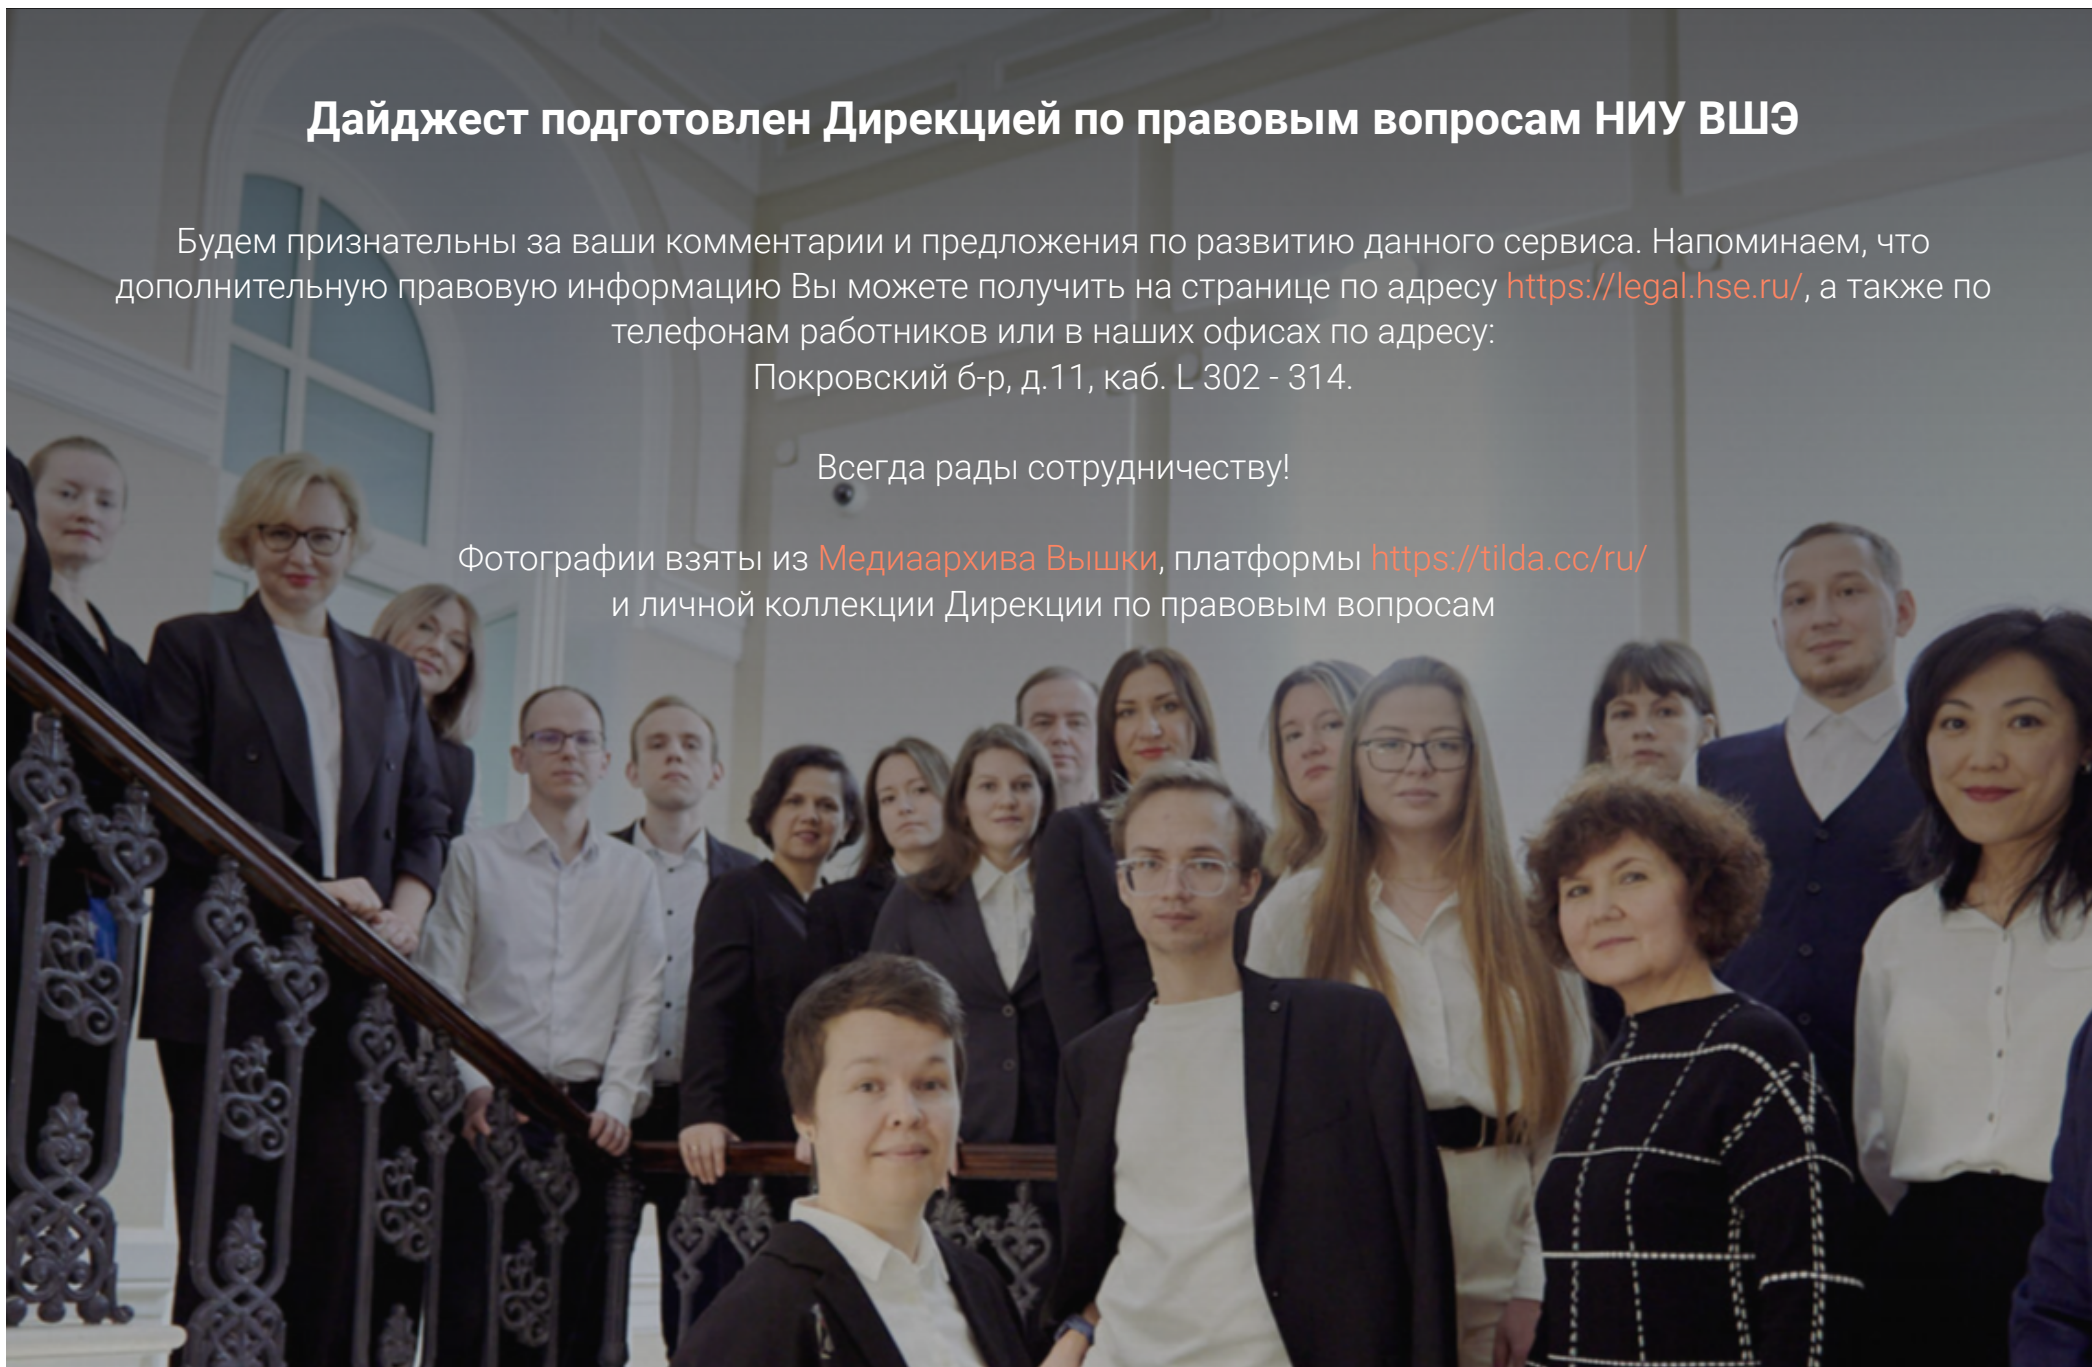 Дайджест подготовлен Дирекцией по правовым вопросам НИУ ВШЭ
Будем признательны за ваши комментарии и предложения по развитию данного сервиса. Напоминаем, что
дополнительную правовую информацию Вы можете получить на странице по адресу https://legal.hse.ru/, а также по
телефонам работников или в наших офисах по адресу:
Покровский б-р, д.11, каб. L 302 - 314.
Всегда рады сотрудничеству!
Фотографии взяты из Медиаархива Вышки, платформы https://tilda.cc/ru/
и личной коллекции Дирекции по правовым вопросам